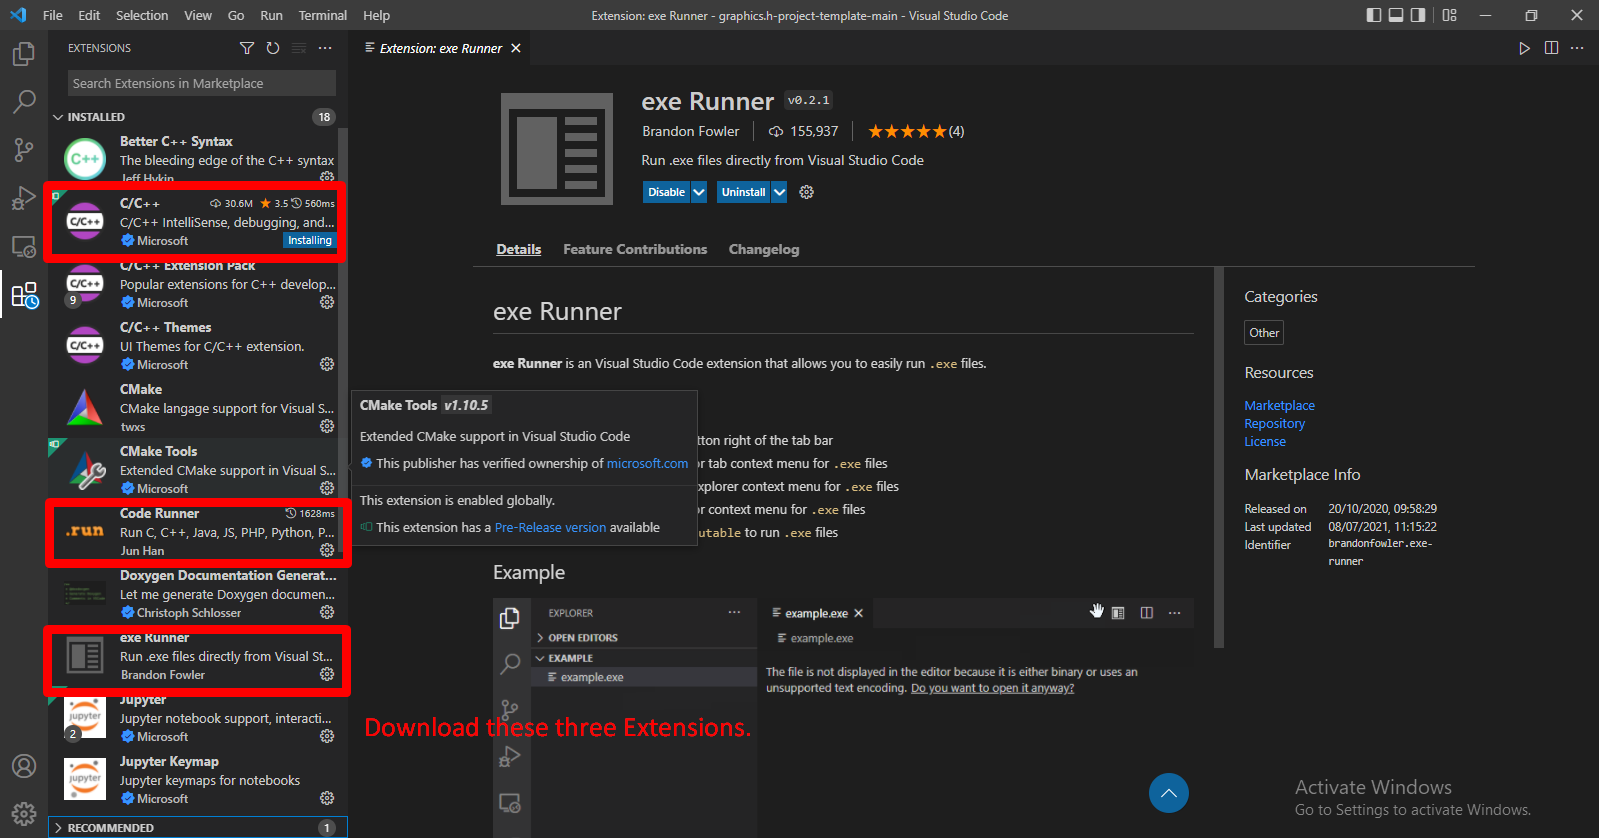 File Edit Selection View Go Run Terminal Help
Extension: exe Runner - graphics.h-project-template-main - Visual Studio Code
EXTENSIONS
Search Extensions in Marketplace
INSTALLED 18
Better C++ Syntax
The bleeding edge of the C++ syntax
Jeff Hykin
C/C++ 30.6M 3.5 560ms
C/C++ IntelliSense, debugging, and...
Microsoft Installing
C/C++ Extension Pack
Popular extensions for C++ develop...
9 Microsoft
C/C++ Themes
UI Themes for C/C++ extension.
Microsoft
CMake
CMake langage support for Visual S...
twxs
CMake Tools
Extended CMake support in Visual S...
Microsoft
Code Runner 1628ms
Run C, C++, Java, JS, PHP, Python, P...
Jun Han
Doxygen Documentation Generat...
Let me generate Doxygen documen...
Christoph Schlosser
exe Runner
Run .exe files directly from Visual St...
Brandon Fowler
Jupyter
Jupyter notebook support, interacti...
2 Microsoft
Jupyter Keymap
Jupyter keymaps for notebooks
Microsoft
RECOMMENDED 1
C++
C/C++
C/C++
C/C++
.run
jupyter
jupyter
Extension: exe Runner
exe Runner v0.2.1
Brandon Fowler 155,937 (4)
Run .exe files directly from Visual Studio Code
Disable Uninstall
Details Feature Contributions Changelog
exe Runner
exe Runner is an Visual Studio Code extension that allows you to easily run .exe files.
CMake Tools v1.10.5
Extended CMake support in Visual Studio Code
This publisher has verified ownership of microsoft.com
This extension is enabled globally.
This extension has a Pre-Release version available
tton right of the tab bar
r tab context menu for .exe files
xplorer context menu for .exe files
or context menu for .exe files
utable to run .exe files
Example
EXPLORER
OPEN EDITORS
EXAMPLE
example.exe
example.exe
example.exe
The file is not displayed in the editor because it is either binary or uses an
unsupported text encoding. Do you want to open it anyway?
Download these three Extensions.
Categories
Other
Resources
Marketplace
Repository
License
Marketplace Info
Released on 20/10/2020, 09:58:29
Last updated 08/07/2021, 11:15:22
Identifier brandonfowler.exe-
runner
Activate Windows
Go to Settings to activate Windows.